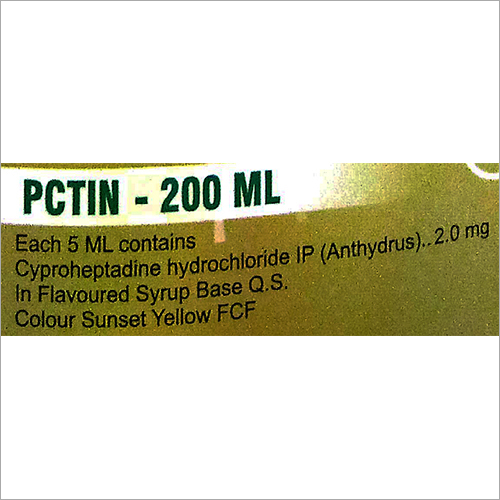 PCTIN - 200 ML
Each 5 ML contains
Cyproheptadine hydrochloride IP (Anthydrus)..2.0 mg
In Flavoured Syrup Base Q.S.
Colour Sunset Yellow FCF